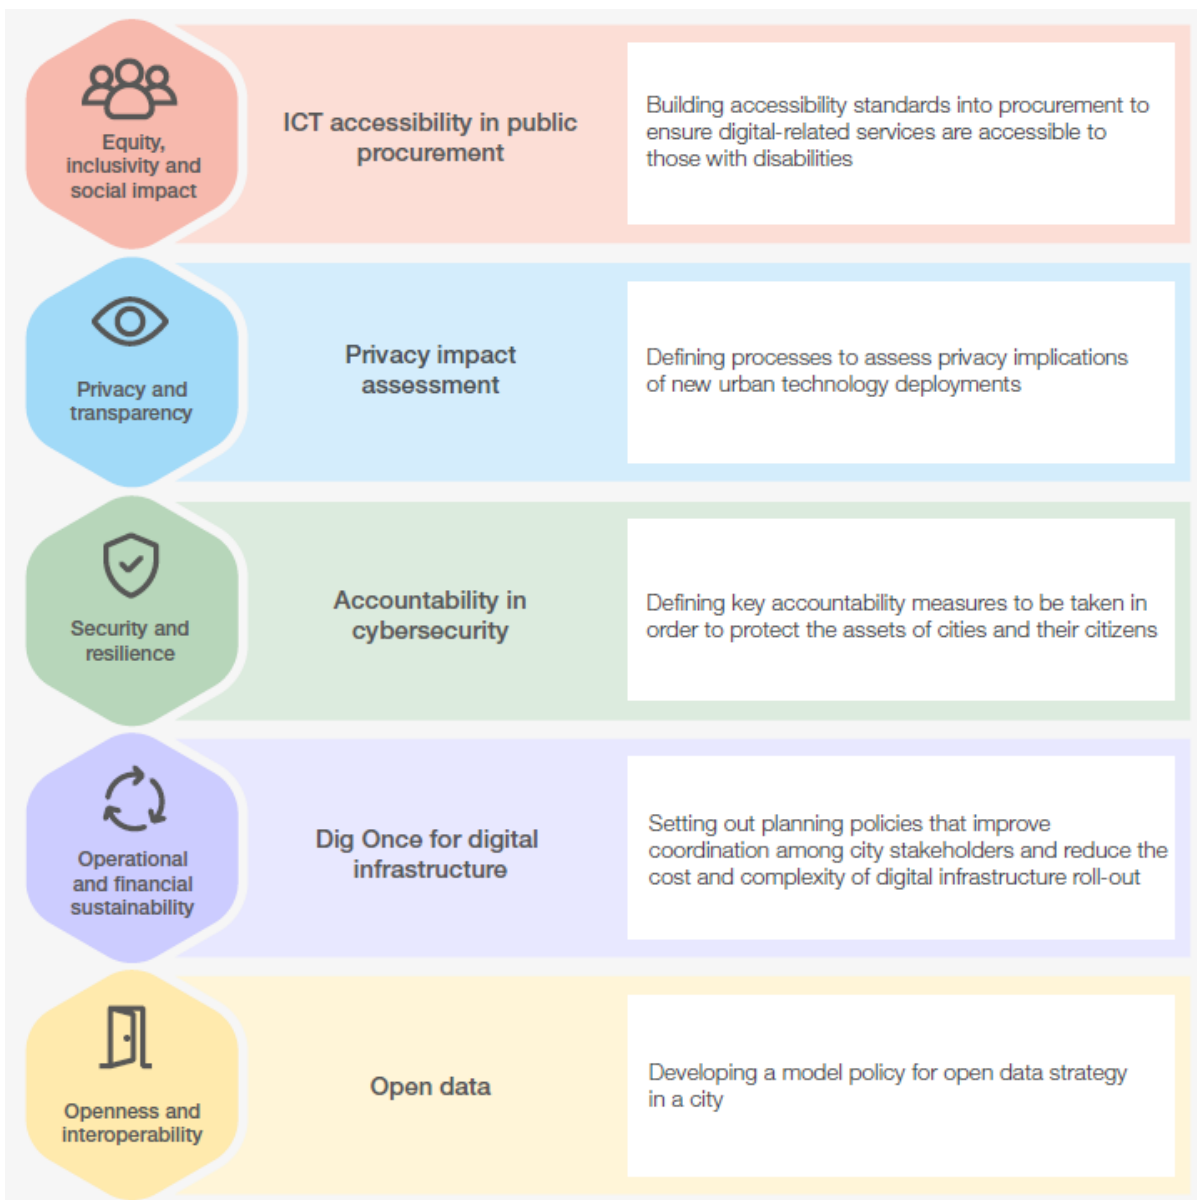 Equity,
inclusivity and
social impact
ICT accessibility in public
procurement
Building accessibility standards into procurement to
ensure digital-related services are accessible to
those with disabilities
Privacy and
transparency
Privacy impact
assessment
Defining processes to assess privacy implications
of new urban technology deployments
Security and
resilience
Accountability in
cybersecurity
Defining key accountability measures to be taken in
order to protect the assets of cities and their citizens
Operational
and financial
sustainability
Dig Once for digital
infrastructure
Setting out planning policies that improve
coordination among city stakeholders and reduce the
cost and complexity of digital infrastructure roll-out
Openness and
interoperability
Open data
Developing a model policy for open data strategy
in a city